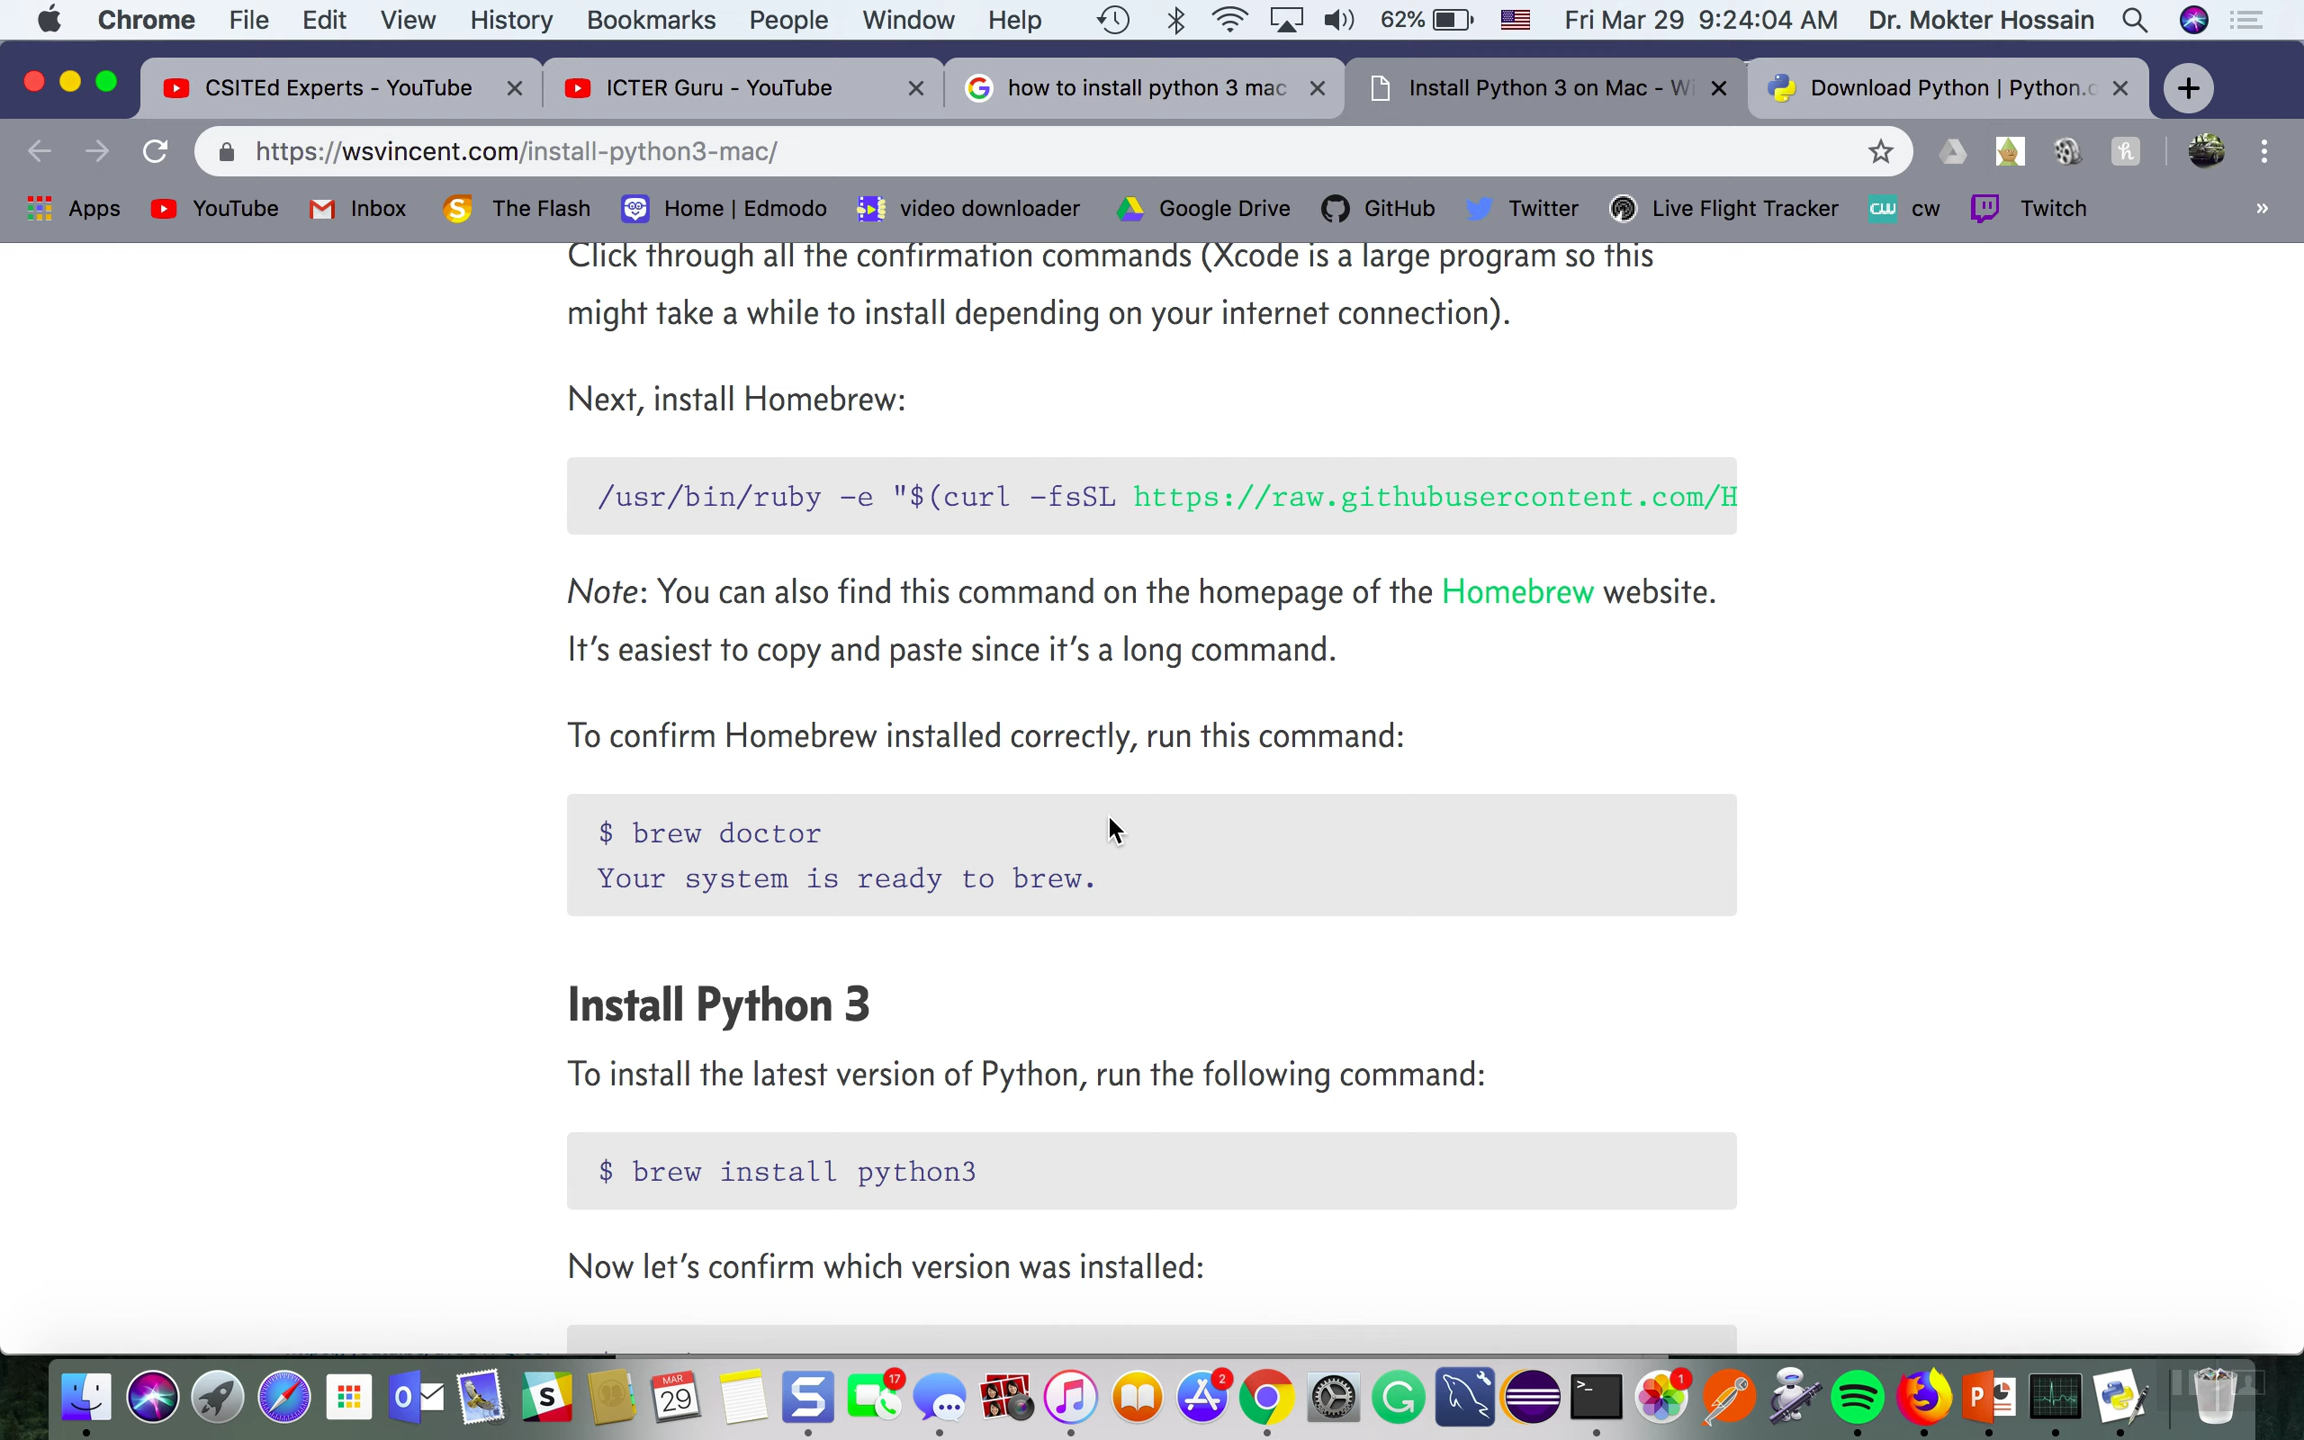 Chrome File Edit View History Bookmarks People Window Help 62% Fri Mar 29 9:24:04 AM Dr. Mokter Hossain
CSITEd Experts - YouTube ICTER Guru - YouTube how to install python 3 mac Install Python 3 on Mac - Wi Download Python | Python.o
https://wsvincent.com/install-python3-mac/
Apps YouTube Inbox The Flash Home | Edmodo video downloader Google Drive GitHub Twitter Live Flight Tracker cw Twitch »
Click through all the confirmation commands (Xcode is a large program so this
might take a while to install depending on your internet connection).
Next, install Homebrew:
/usr/bin/ruby -e "$(curl -fsSL https://raw.githubusercontent.com/H
Note: You can also find this command on the homepage of the Homebrew website.
It's easiest to copy and paste since it's a long command.
To confirm Homebrew installed correctly, run this command:
$ brew doctor
Your system is ready to brew.
Install Python 3
To install the latest version of Python, run the following command:
$ brew install python3
Now let's confirm which version was installed:
MAR 17 2 1
29